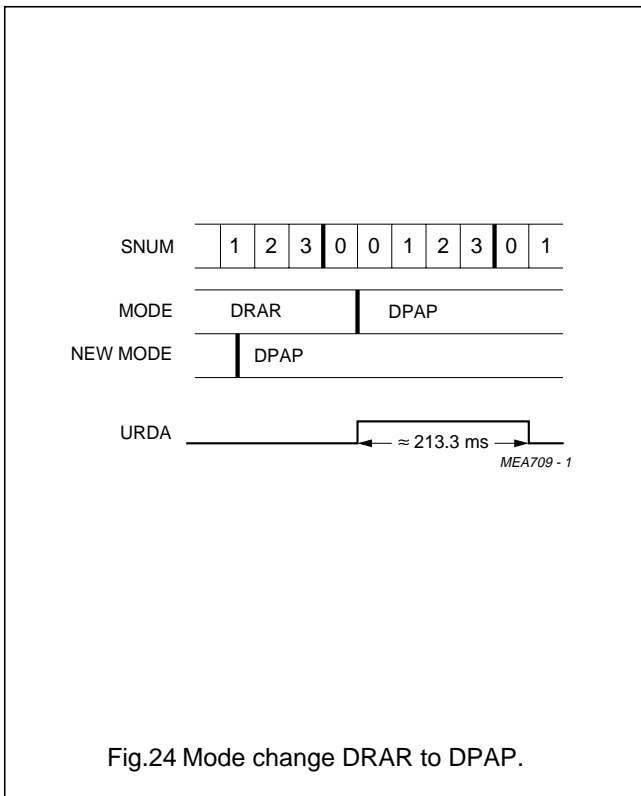 SNUM 1 2 3 0 0 1 2 3 0 1
MODE DRAR DPAP
NEW MODE DPAP
URDA ≈ 213.3 ms
MEA709 - 1
Fig.24 Mode change DRAR to DPAP.